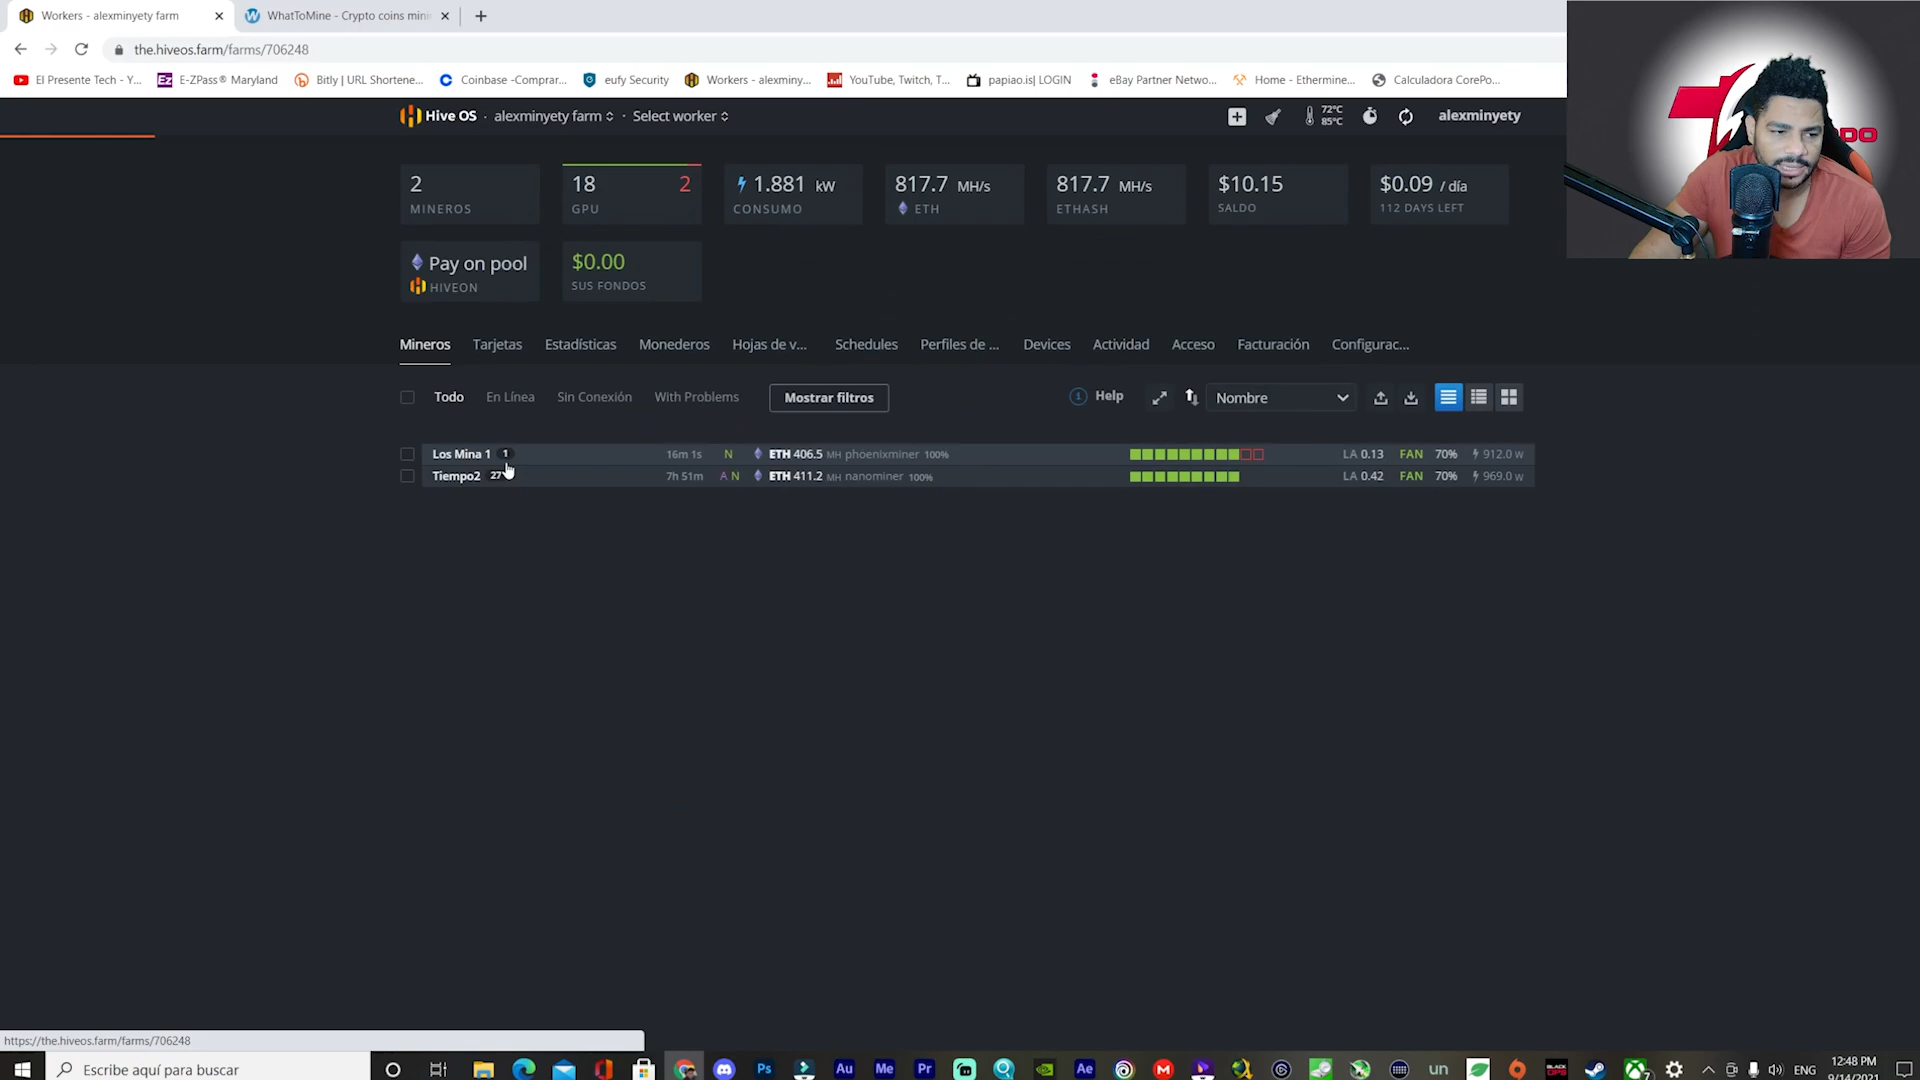 Workers - alexminyety farm
WhatToMine - Crypto coins mini
the.hiveos.farm/farms/706248
El Presente Tech - Y...
E-ZPass® Maryland
Bitly | URL Shortene...
Coinbase -Comprar...
eufy Security
Workers - alexminy...
YouTube, Twitch, T...
papiao.is| LOGIN
eBay Partner Netwo...
Home - Ethermine...
Calculadora CorePo...
Hive OS · alexminyety farm · Select worker
72°C
85°C
alexminyety
2
MINEROS
18 2
GPU
1.881 kW
CONSUMO
817.7 MH/s
ETH
817.7 MH/s
ETHASH
$10.15
SALDO
$0.09 / día
112 DAYS LEFT
Pay on pool
HIVEON
$0.00
SUS FONDOS
Mineros Tarjetas Estadísticas Monederos Hojas de v... Schedules Perfiles de ... Devices Actividad Acceso Facturación Configurac...
Todo En Línea Sin Conexión With Problems Mostrar filtros Help Nombre
Los Mina 1 1 16m 1s N ETH 406.5 MH phoenixminer 100% LA 0.13 FAN 70% 912.0 W
Tiempo2 27 7h 51m A N ETH 411.2 MH nanominer 100% LA 0.42 FAN 70% 969.0 W
https://the.hiveos.farm/farms/706248
Escribe aquí para buscar
ENG
12:48 PM
9/14/2021